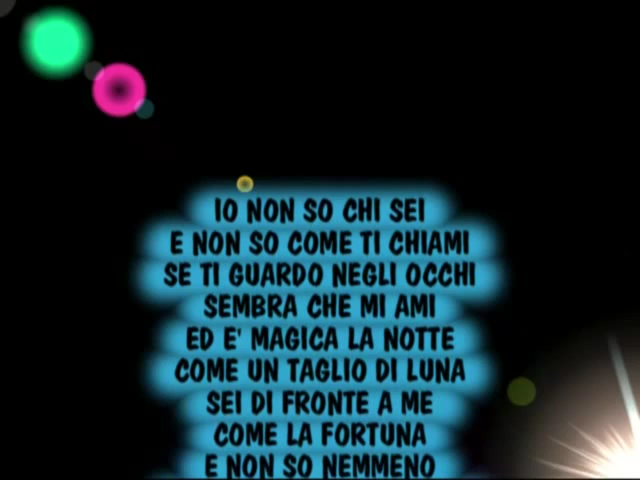 IO NON SO CHI SEI
E NON SO COME TI CHIAMI
SE TI GUARDO NEGLI OCCHI
SEMBRA CHE MI AMI
ED E' MAGICA LA NOTTE
COME UN TAGLIO DI LUNA
SEI DI FRONTE A ME
COME LA FORTUNA
E NON SO NEMMENO